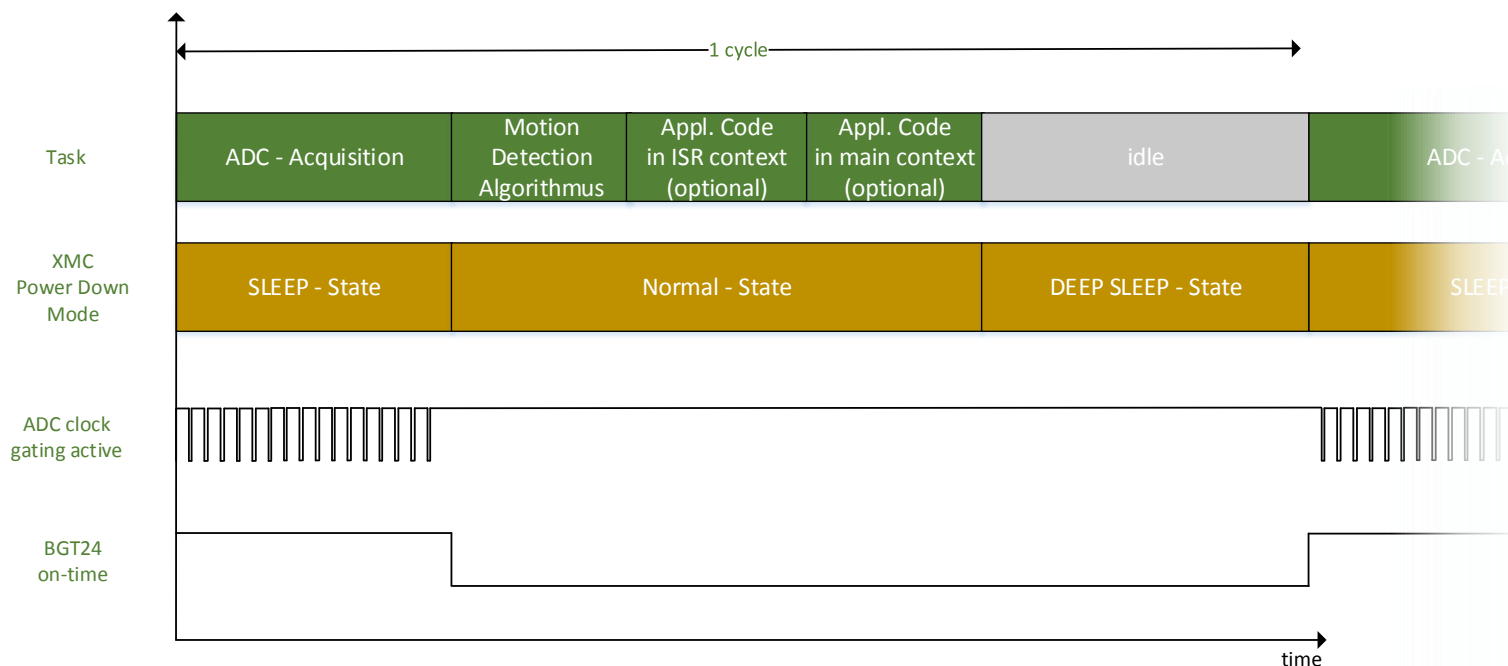 1 cycle
Task
ADC - Acquisition
Motion
Detection
Algorithmus
Appl. Code
in ISR context
(optional)
Appl. Code
in main context
(optional)
idle
ADC - A
XMC
Power Down
Mode
SLEEP - State
Normal - State
DEEP SLEEP - State
SLEEP
ADC clock
gating active
BGT24
on-time
time